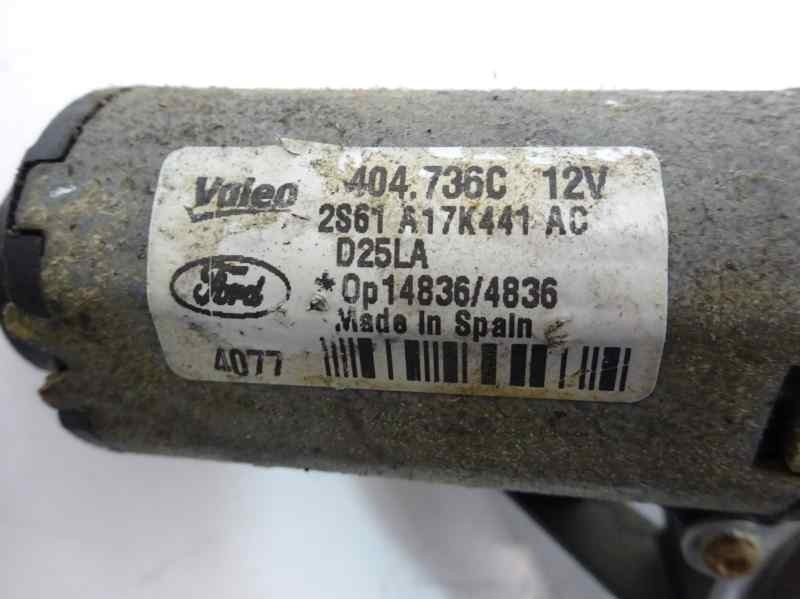 Valeo 404.736C 12V
2S61 A17K441 AC
D25LA
Ford *Op14836/4836
Made In Spain
4077